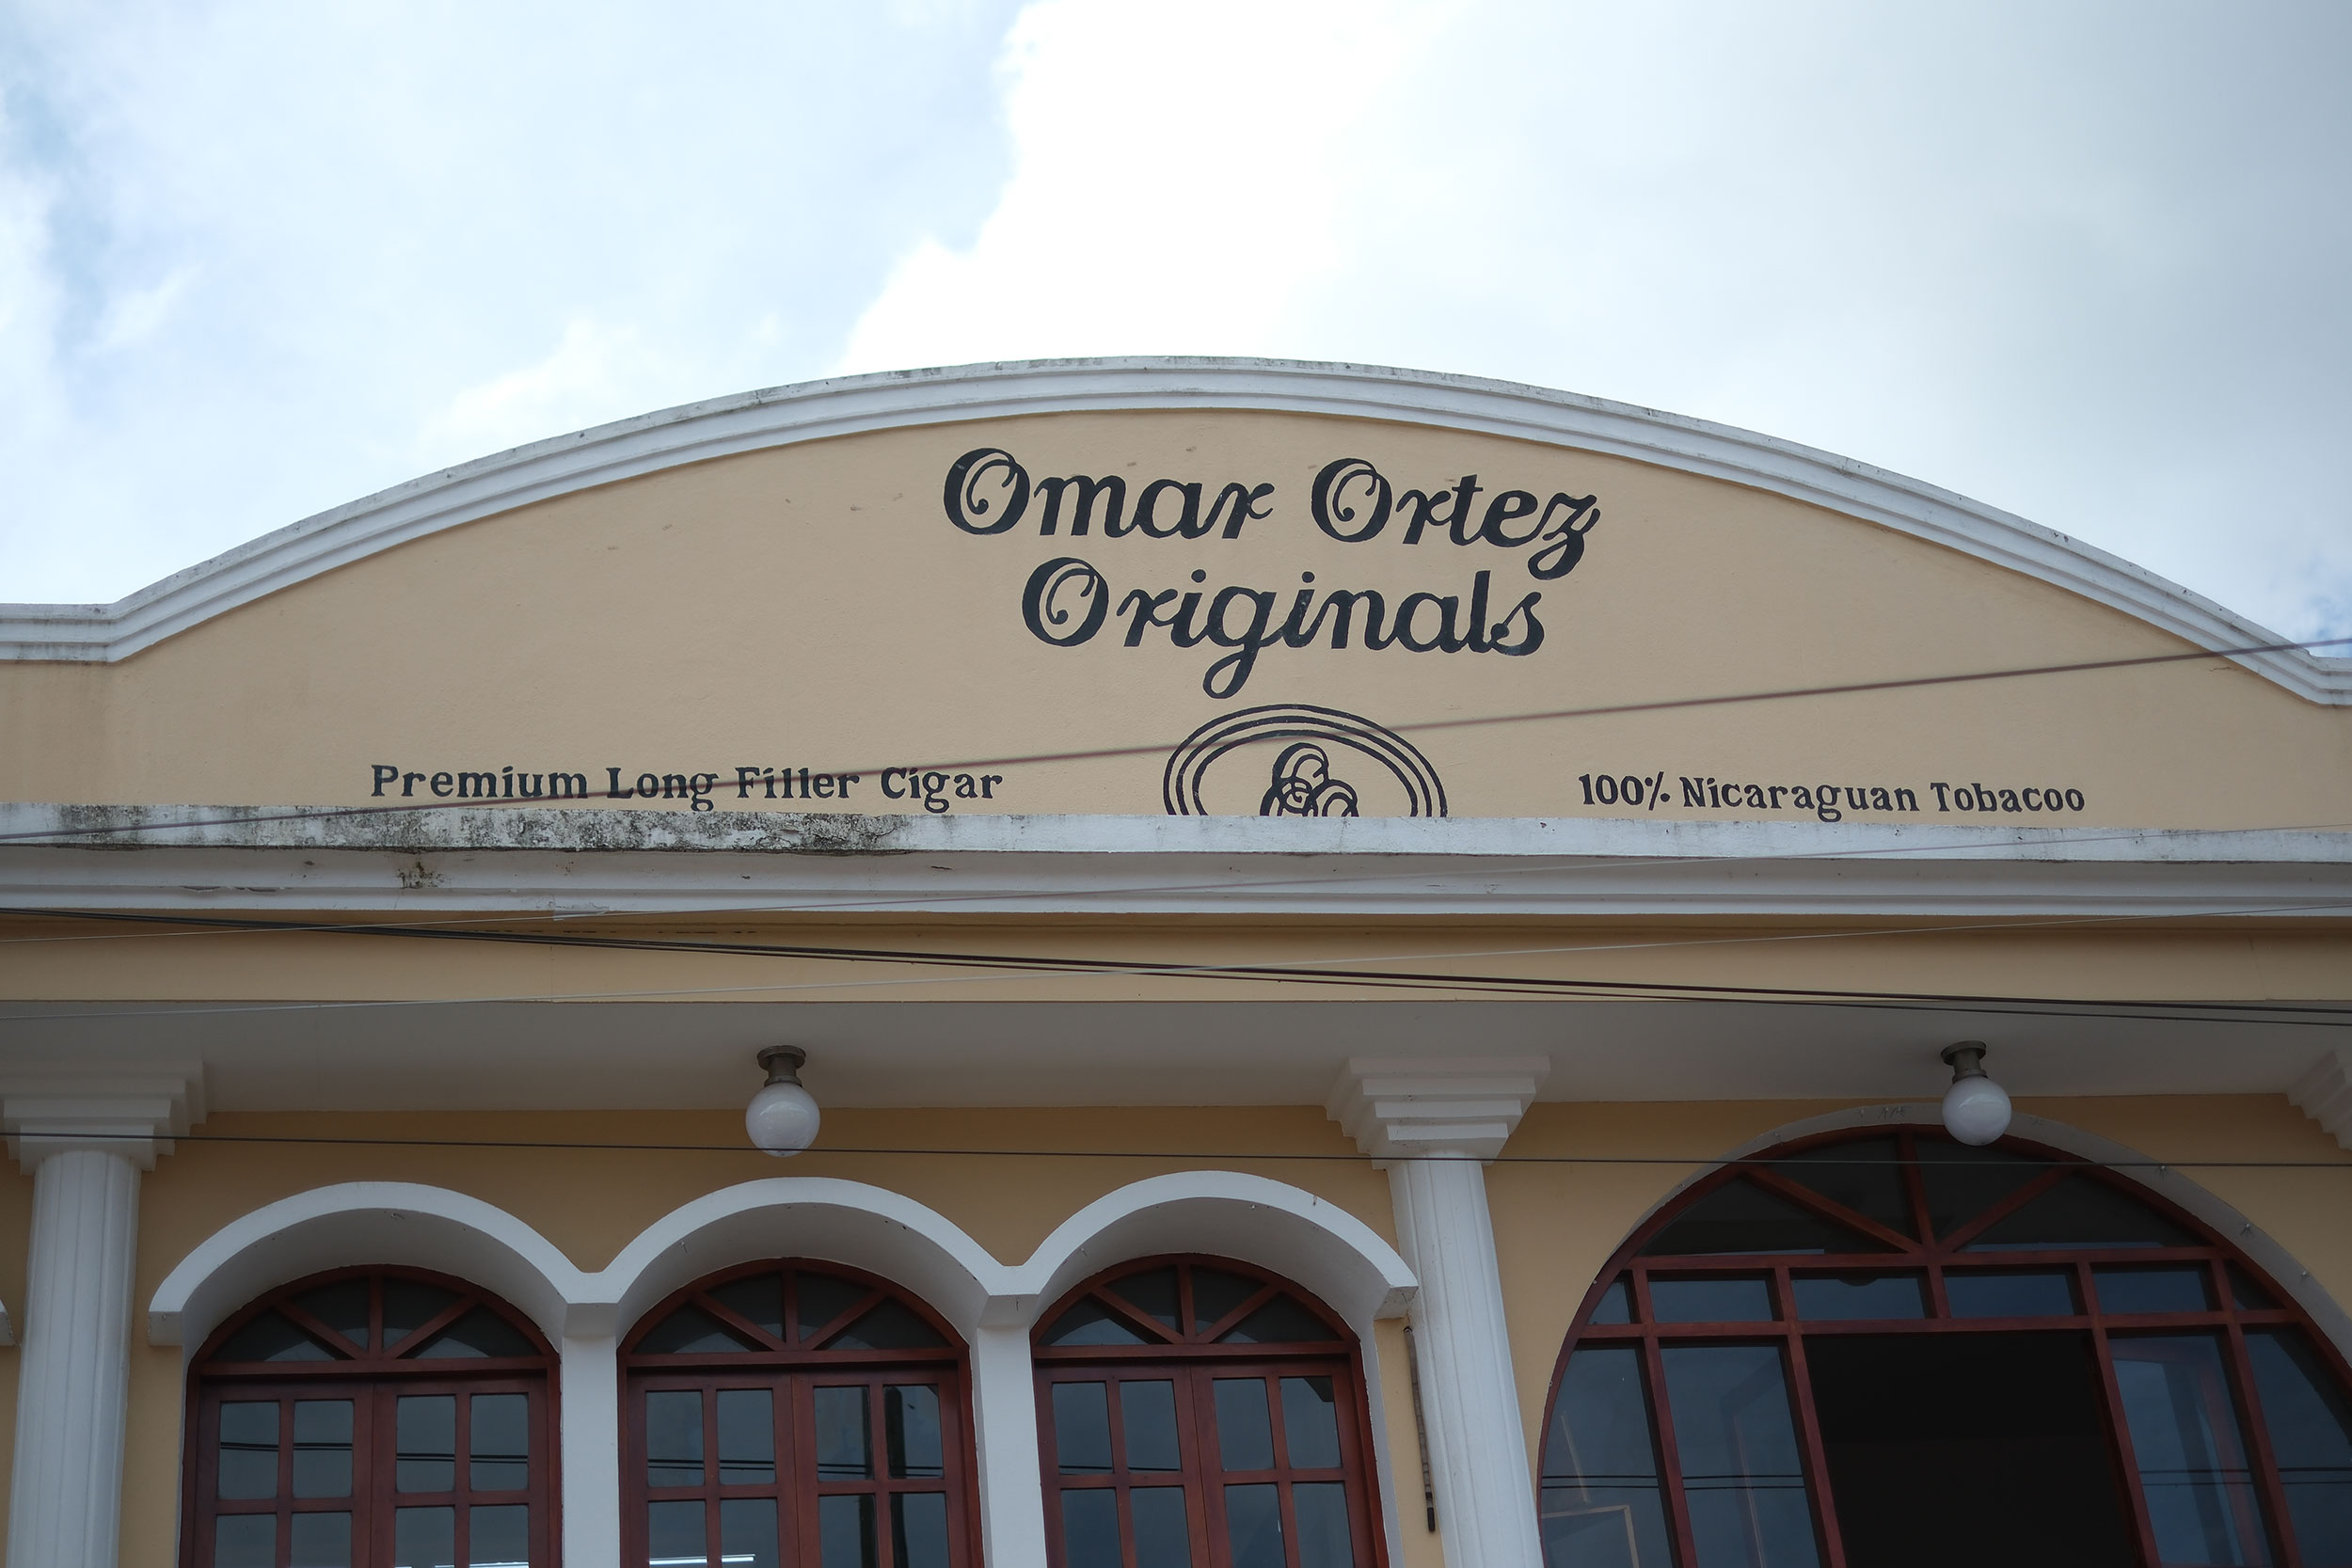 Omar Ortez
Originals
Premium Long Filler Cigar
100% Nicaraguan Tobacoo